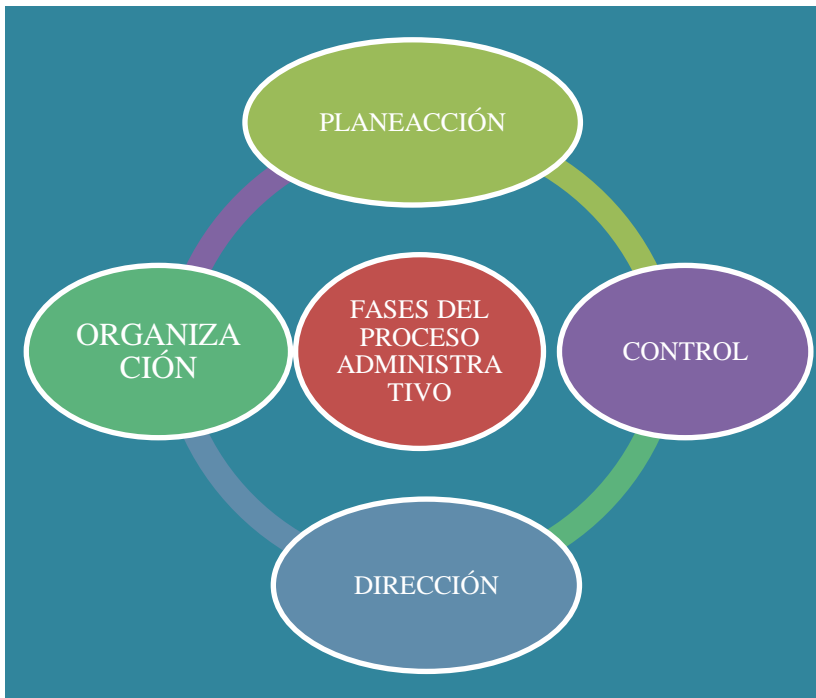 PLANEACCIÓN
ORGANIZA
CIÓN
FASES DEL
PROCESO
ADMINISTRA
TIVO
CONTROL
DIRECCIÓN